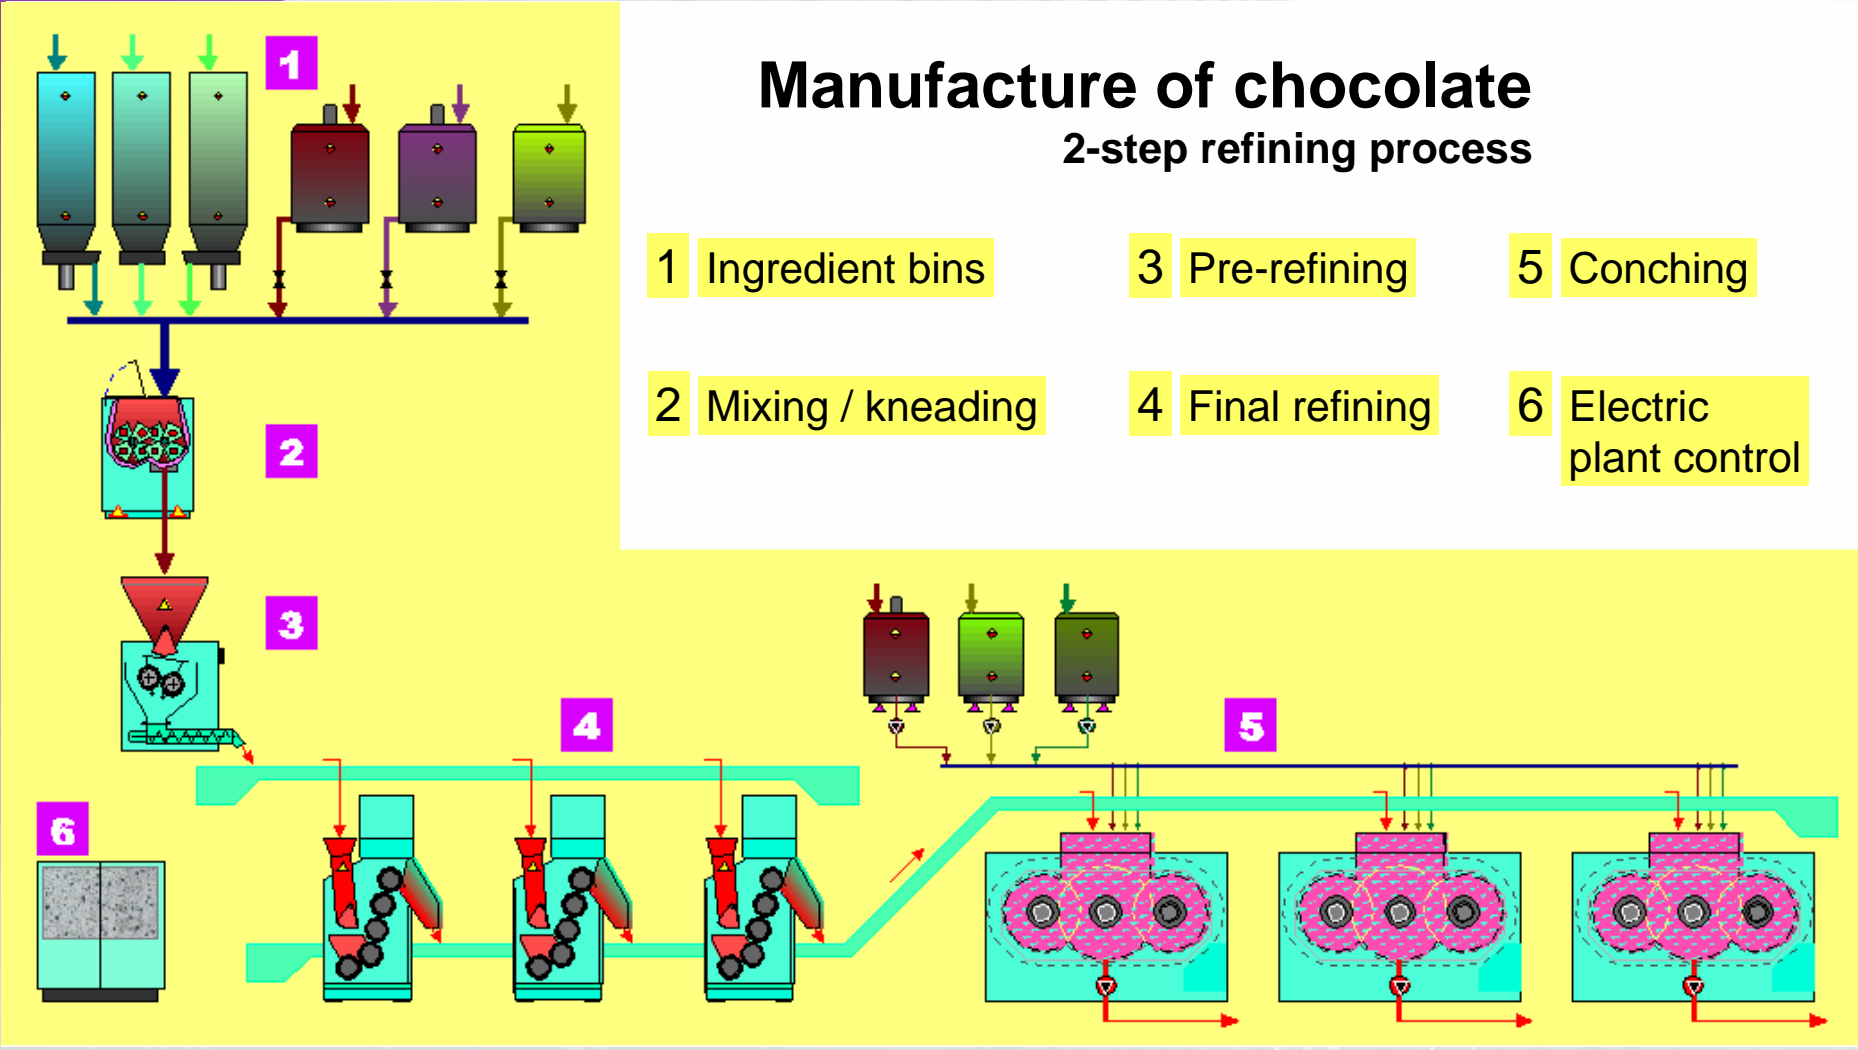 Manufacture of chocolate
2-step refining process
1 Ingredient bins
3 Pre-refining
5 Conching
2 Mixing / kneading
4 Final refining
6 Electric
plant control
1
2
3
4
5
6